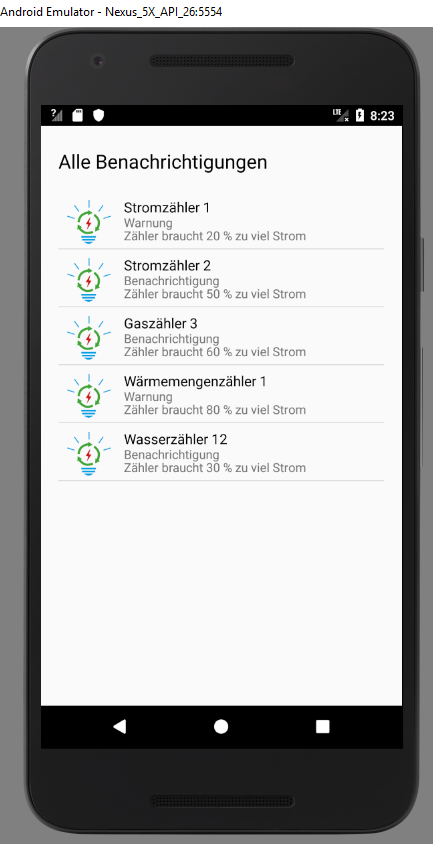 Android Emulator - Nexus_5X_API_26:5554
? LTE x 8:23
Alle Benachrichtigungen
Stromzähler 1
Warnung
Zähler braucht 20 % zu viel Strom
Stromzähler 2
Benachrichtigung
Zähler braucht 50 % zu viel Strom
Gaszähler 3
Benachrichtigung
Zähler braucht 60 % zu viel Strom
Wärmemengenzähler 1
Warnung
Zähler braucht 80 % zu viel Strom
Wasserzähler 12
Benachrichtigung
Zähler braucht 30 % zu viel Strom